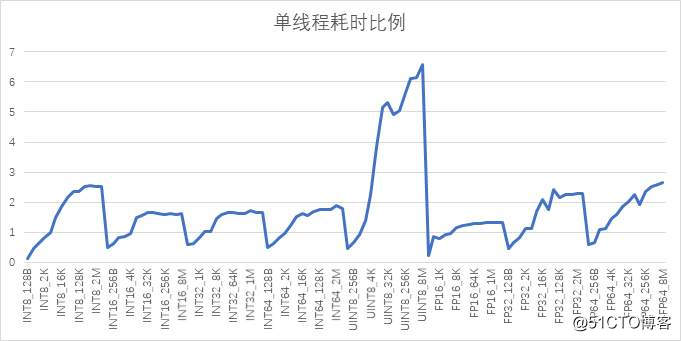 单线程耗时比例
7
6
5
4
3
2
1
0
INT8_128B
INT8_2K
INT8_16K
INT8_128K
INT8_2M
INT16_256B
INT16_4K
INT16_32K
INT16_256K
INT16_8M
INT32_1K
INT32_8K
INT32_64K
INT32_1M
INT64_128B
INT64_2K
INT64_16K
INT64_128K
INT64_2M
UINT8_256B
UINT8_4K
UINT8_32K
UINT8_256K
UINT8_8M
FP16_1K
FP16_8K
FP16_64K
FP16_1M
FP32_128B
FP32_2K
FP32_16K
FP32_128K
FP32_2M
FP64_256B
FP64_4K
FP64_32K
FP64_256K
FP64_8M
@51CTO博客